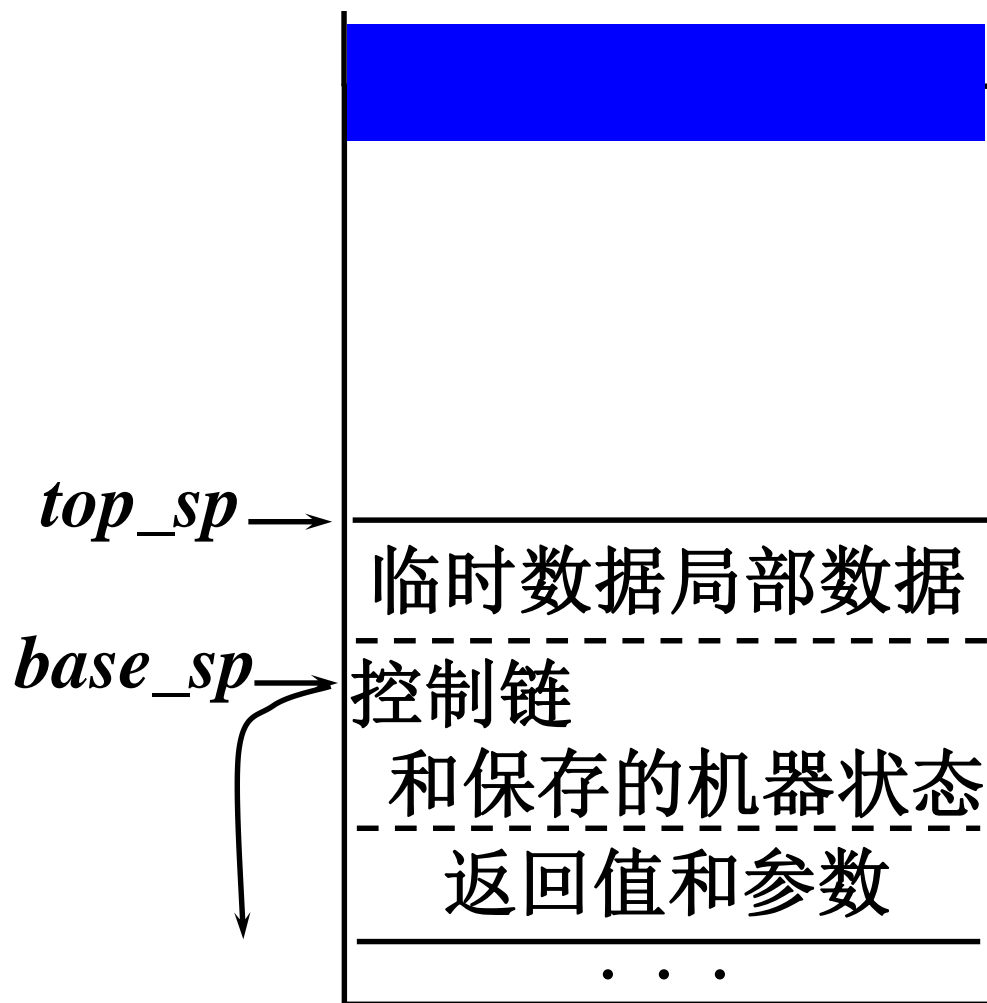 top_sp
临时数据局部数据
base_sp
控制链
和保存的机器状态
返回值和参数
. . .